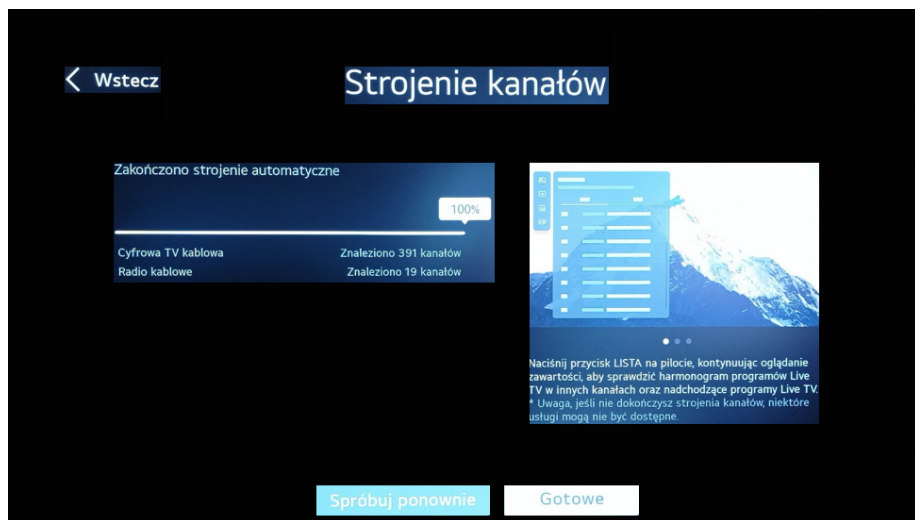 Wstecz
Strojenie kanałów
Zakończono strojenie automatyczne
100%
Cyfrowa TV kablowa Znaleziono 391 kanałów
Radio kablowe Znaleziono 19 kanałów
Naciśnij przycisk LISTA na pilocie, kontynuując oglądanie
zawartości, aby sprawdzić harmonogram programów Live
TV w innych kanałach oraz nadchodzące programy Live TV.
* Uwaga, jeśli nie dokończysz strojenia kanałów, niektóre
usługi mogą nie być dostępne.
Spróbuj ponownie
Gotowe